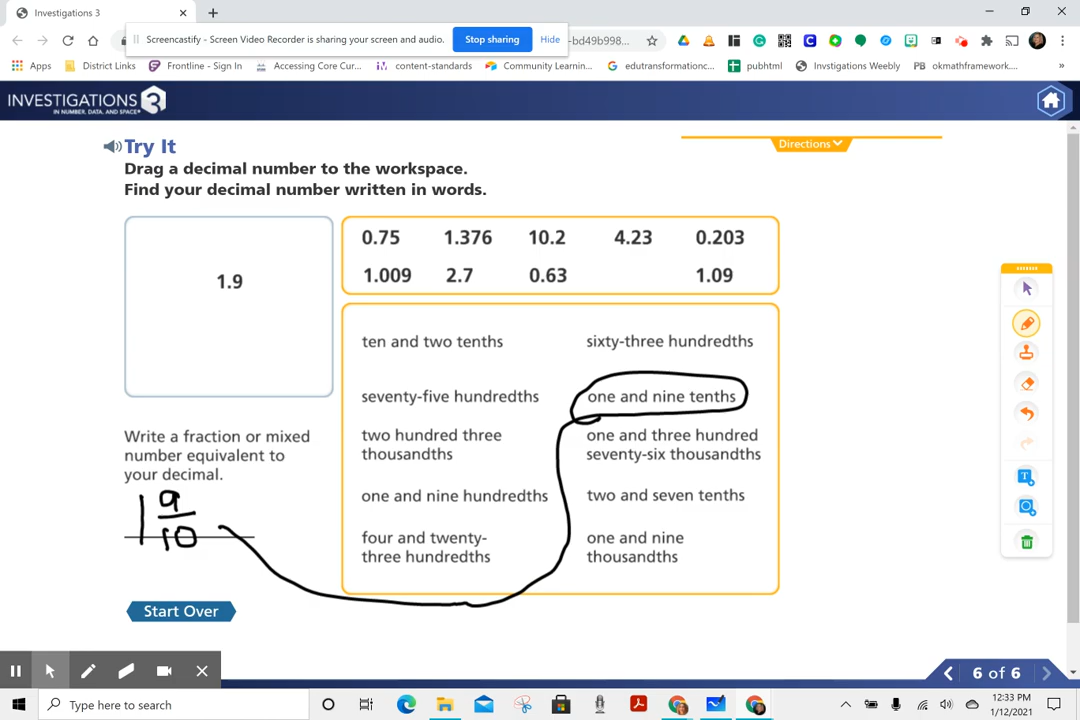 Investigations 3
Screencastify - Screen Video Recorder is sharing your screen and audio.
Stop sharing
Hide
-bd49b998...
Apps
District Links
Frontline - Sign In
Accessing Core Cur...
content-standards
Community Learnin...
edutransformationc...
pubhtml
Invstigations Weebly
PB okmathframework....
»
INVESTIGATIONS 3
IN NUMBER, DATA, AND SPACE®
Try It
Directions
Drag a decimal number to the workspace.
Find your decimal number written in words.
1.9
0.75 1.376 10.2 4.23 0.203
1.009 2.7 0.63 1.09
ten and two tenths
sixty-three hundredths
seventy-five hundredths
one and nine tenths
two hundred three
thousandths
one and three hundred
seventy-six thousandths
one and nine hundredths
two and seven tenths
four and twenty-
three hundredths
one and nine
thousandths
Write a fraction or mixed
number equivalent to
your decimal.
1 9/10
Start Over
6 of 6
Type here to search
12:33 PM
1/12/2021